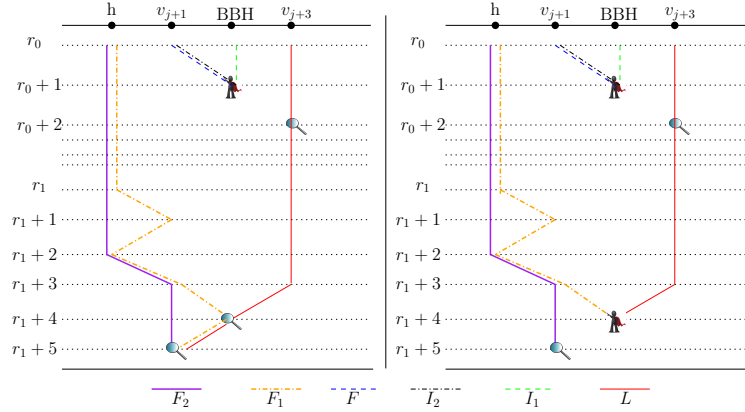 h v_{j+1} BBH v_{j+3} h v_{j+1} BBH v_{j+3}
r_0 r_0
r_0 + 1 r_0 + 1
r_0 + 2 r_0 + 2
r_1 r_1
r_1 + 1 r_1 + 1
r_1 + 2 r_1 + 2
r_1 + 3 r_1 + 3
r_1 + 4 r_1 + 4
r_1 + 5 r_1 + 5
F_2 F_1 F I_2 I_1 L